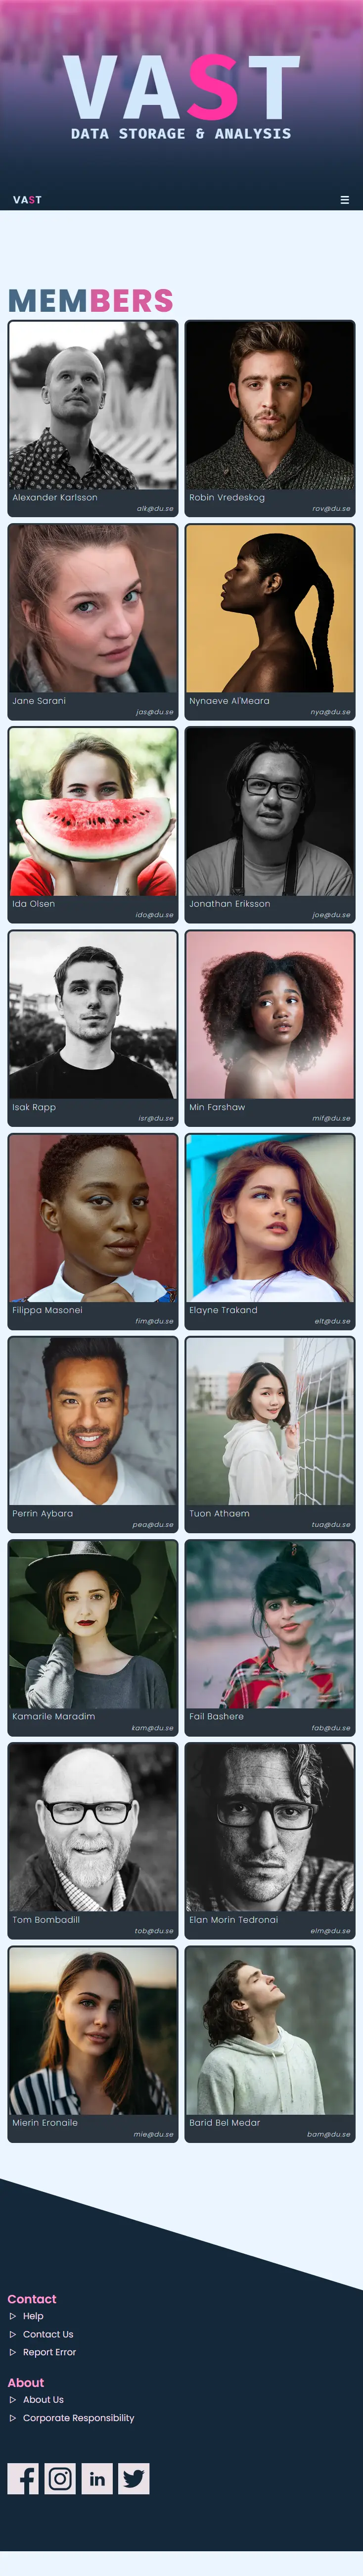 VAST
DATA STORAGE & ANALYSIS
VAST
MEMBERS
Alexander Karlsson
alk@du.se
Robin Vredeskog
rov@du.se
Jane Sarani
jas@du.se
Nynaeve Al'Meara
nya@du.se
Ida Olsen
ido@du.se
Jonathan Eriksson
joe@du.se
Isak Rapp
isr@du.se
Min Farshaw
mif@du.se
Filippa Masonei
fim@du.se
Elayne Trakand
elt@du.se
Perrin Aybara
pea@du.se
Tuon Athaem
tua@du.se
Kamarile Maradim
kam@du.se
Fail Bashere
fab@du.se
Tom Bombadill
tob@du.se
Elan Morin Tedronai
elm@du.se
Mierin Eronaile
mie@du.se
Barid Bel Medar
bam@du.se
Contact
Help
Contact Us
Report Error
About
About Us
Corporate Responsibility